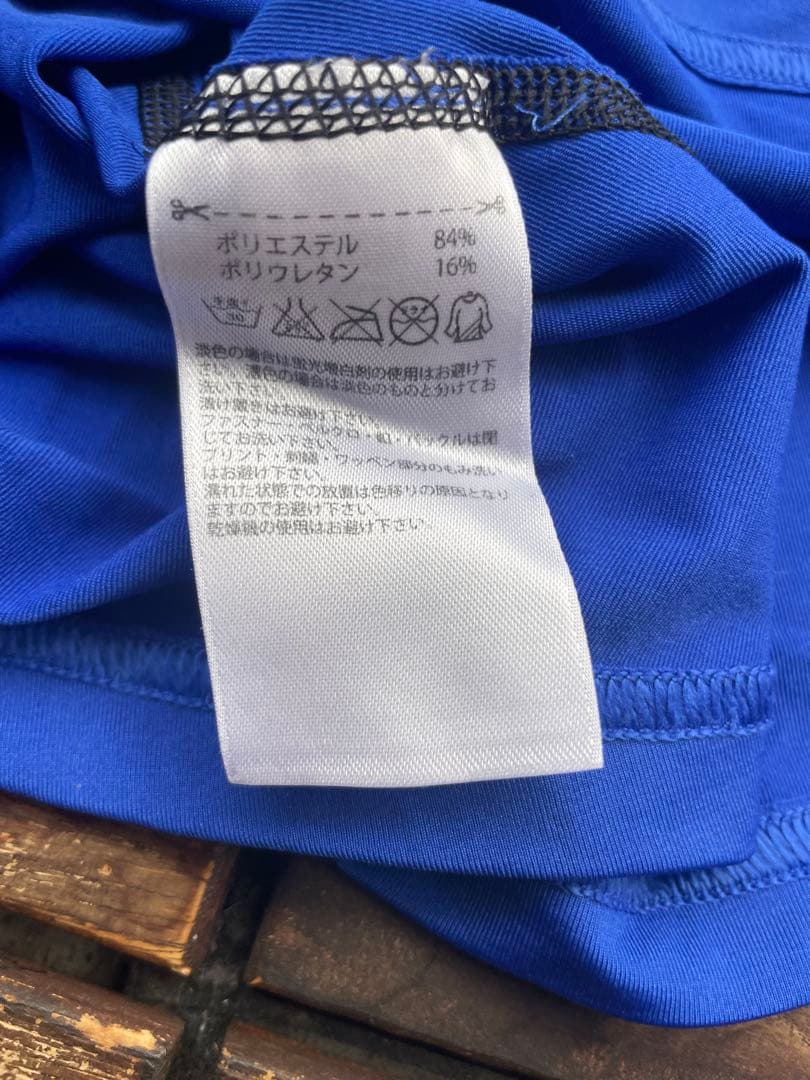 ポリエステル 84%
ポリウレタン 16%
手洗イ
30
淡色の場合は蛍光増白剤の使用はお避け下
さい。濃色の場合は淡色のものと分けてお
洗い下さい。
漬け置きはお避け下さい。
ファスナー・ベルクロ・紐・バックルは閉
じてお洗い下さい。
プリント・刺繍・ワッペン部分のもみ洗い
はお避け下さい。
濡れた状態での放置は色移りの原因となり
ますのでお避け下さい。
乾燥機の使用はお避け下さい。